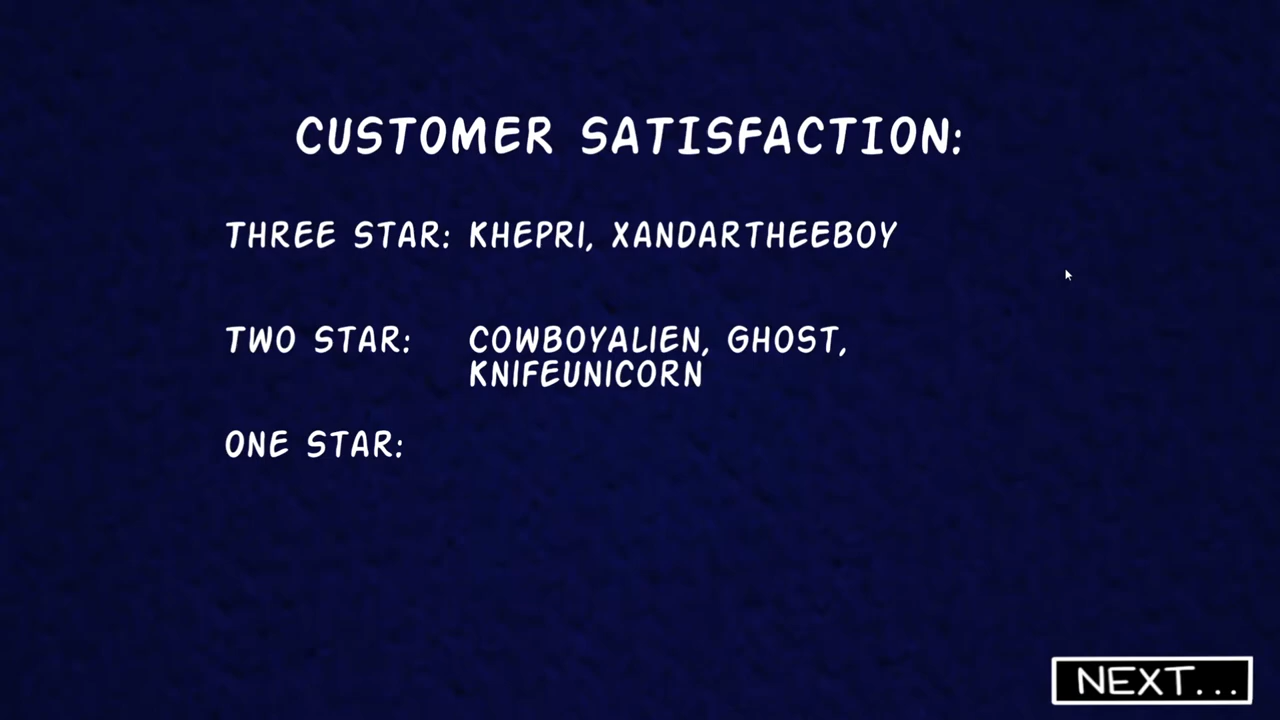 CUSTOMER SATISFACTION:
THREE STAR: KHEPRI, XANDARTHEEBOY
TWO STAR: COWBOYALIEN, GHOST,
KNIFEUNICORN
ONE STAR:
NEXT...